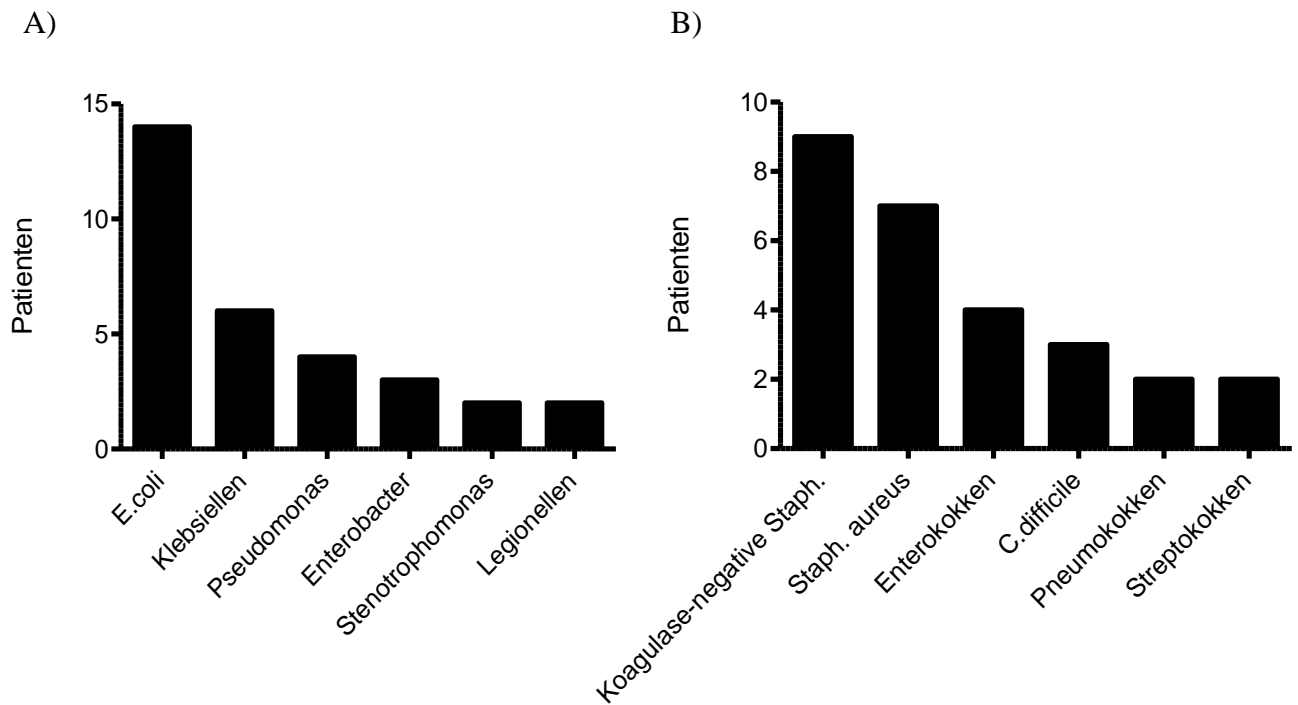 A)
Patienten
15
10
5
0
E.coli
Klebsiellen
Pseudomonas
Enterobacter
Stenotrophomonas
Legionellen
B)
Patienten
10
8
6
4
2
0
Koagulase-negative Staph.
Staph. aureus
Enterokokken
C.difficile
Pneumokokken
Streptokokken